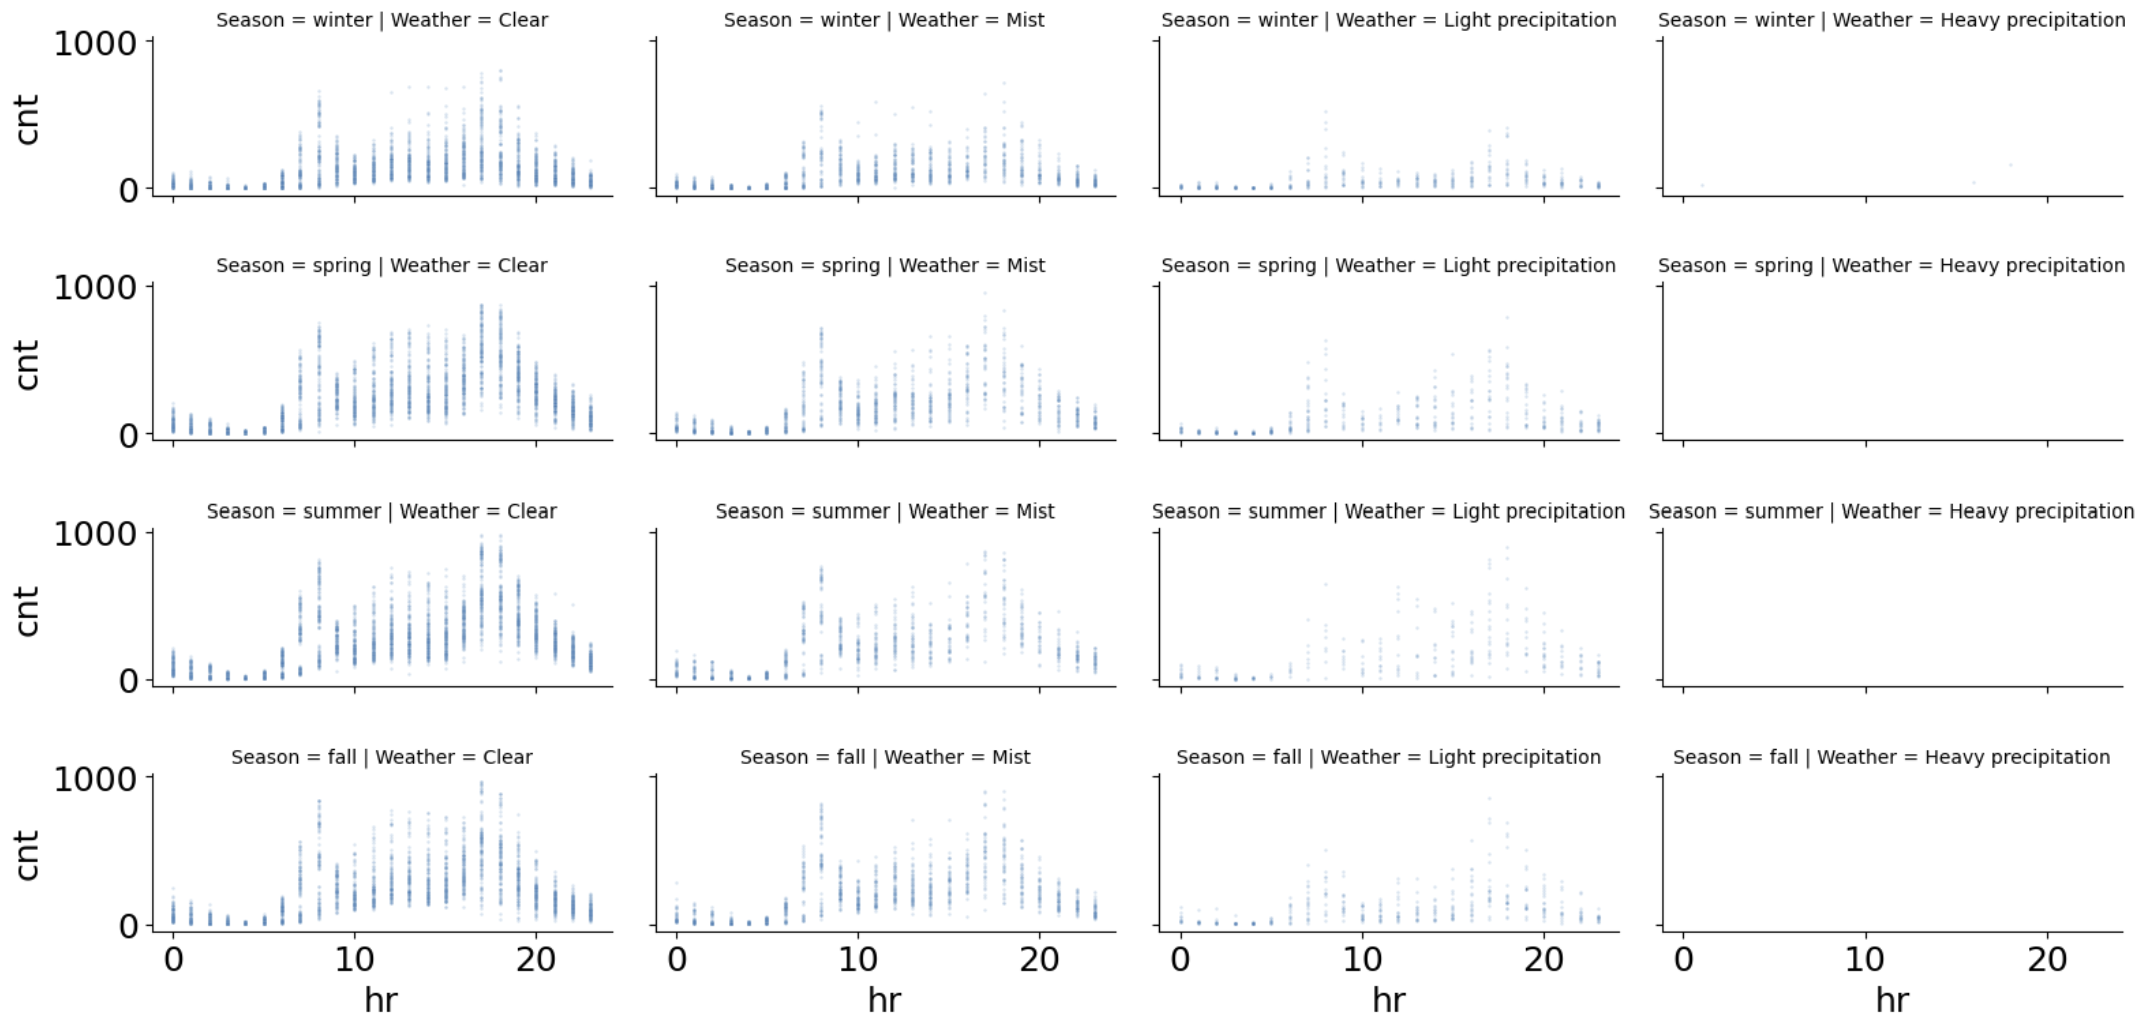 Season = winter | Weather = Clear
Season = winter | Weather = Mist
Season = winter | Weather = Light precipitation
Season = winter | Weather = Heavy precipitation
1000
cnt
0
Season = spring | Weather = Clear
Season = spring | Weather = Mist
Season = spring | Weather = Light precipitation
Season = spring | Weather = Heavy precipitation
1000
cnt
0
Season = summer | Weather = Clear
Season = summer | Weather = Mist
Season = summer | Weather = Light precipitation
Season = summer | Weather = Heavy precipitation
1000
cnt
0
Season = fall | Weather = Clear
Season = fall | Weather = Mist
Season = fall | Weather = Light precipitation
Season = fall | Weather = Heavy precipitation
1000
cnt
0
0 10 20
0 10 20
0 10 20
0 10 20
hr
hr
hr
hr